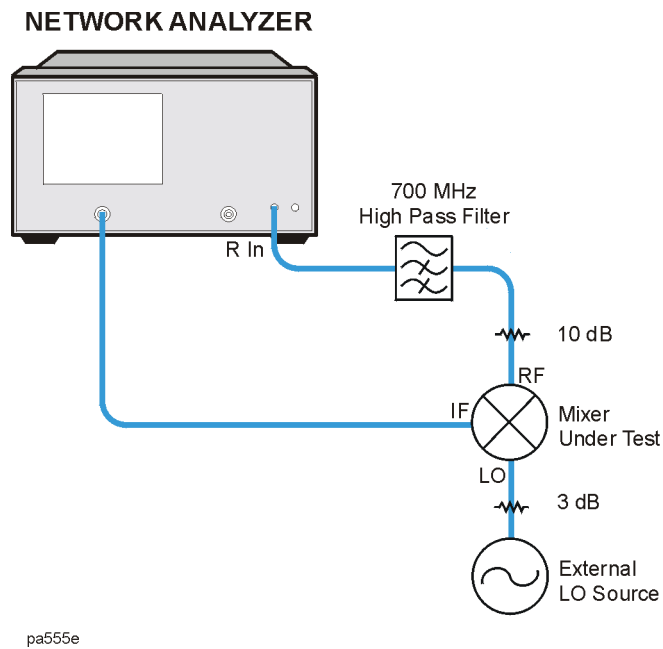 NETWORK ANALYZER
700 MHz
High Pass Filter
R In
10 dB
RF
IF
Mixer
Under Test
LO
3 dB
External
LO Source
pa555e